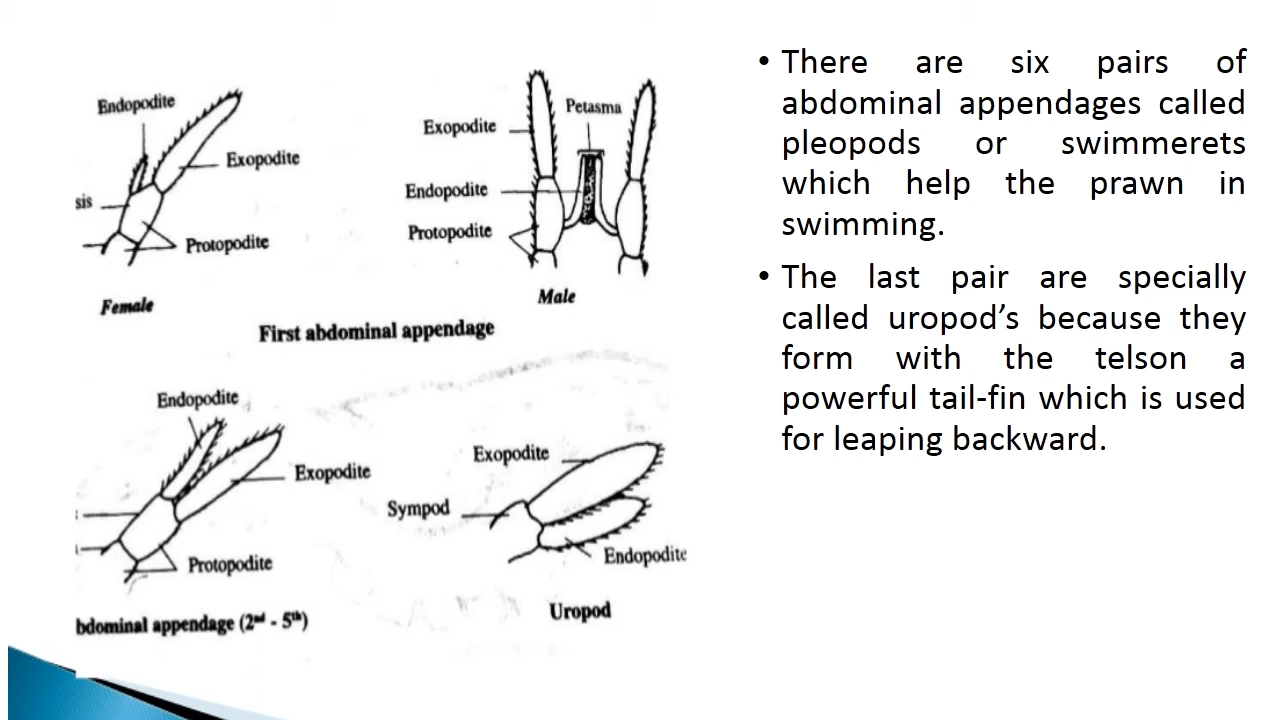 Endopodite
Exopodite
sis
Protopodite
Female
Exopodite
Petasma
Endopodite
Protopodite
Male
First abdominal appendage
Endopodite
Exopodite
Protopodite
bdominal appendage (2nd - 5th)
Exopodite
Sympod
Endopodite
Uropod
• There are six pairs of
abdominal appendages called
pleopods or swimmerets
which help the prawn in
swimming.
• The last pair are specially
called uropod’s because they
form with the telson a
powerful tail-fin which is used
for leaping backward.